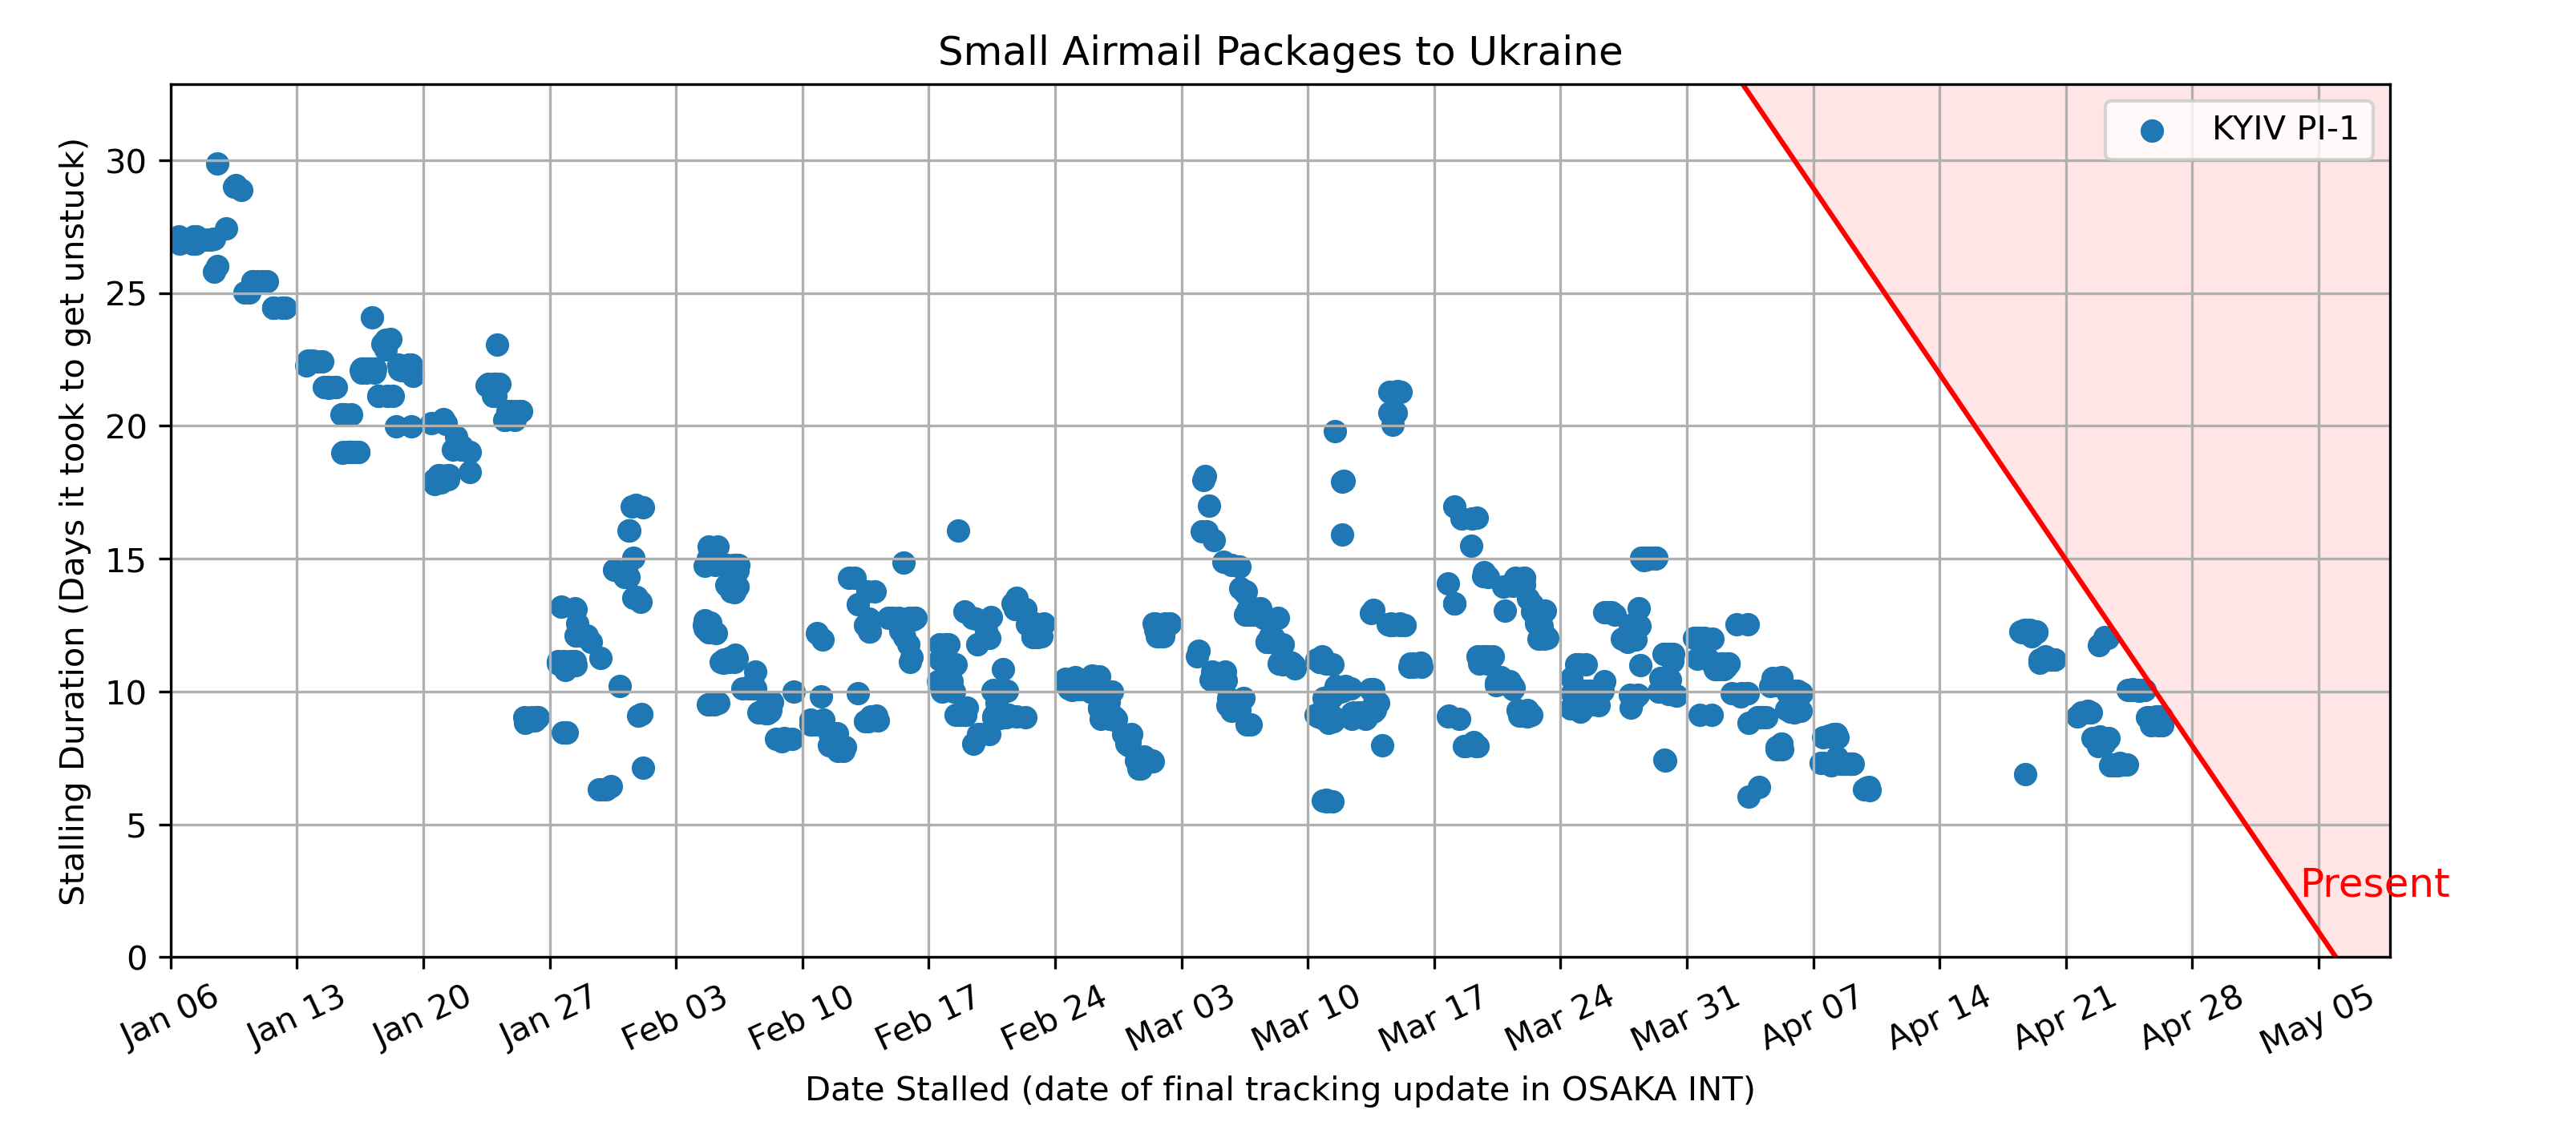 Small Airmail Packages to Ukraine
KYIV PI-1
Stalling Duration (Days it took to get unstuck)
30
25
20
15
10
5
0
Present
Jan 06
Jan 13
Jan 20
Jan 27
Feb 03
Feb 10
Feb 17
Feb 24
Mar 03
Mar 10
Mar 17
Mar 24
Mar 31
Apr 07
Apr 14
Apr 21
Apr 28
May 05
Date Stalled (date of final tracking update in OSAKA INT)